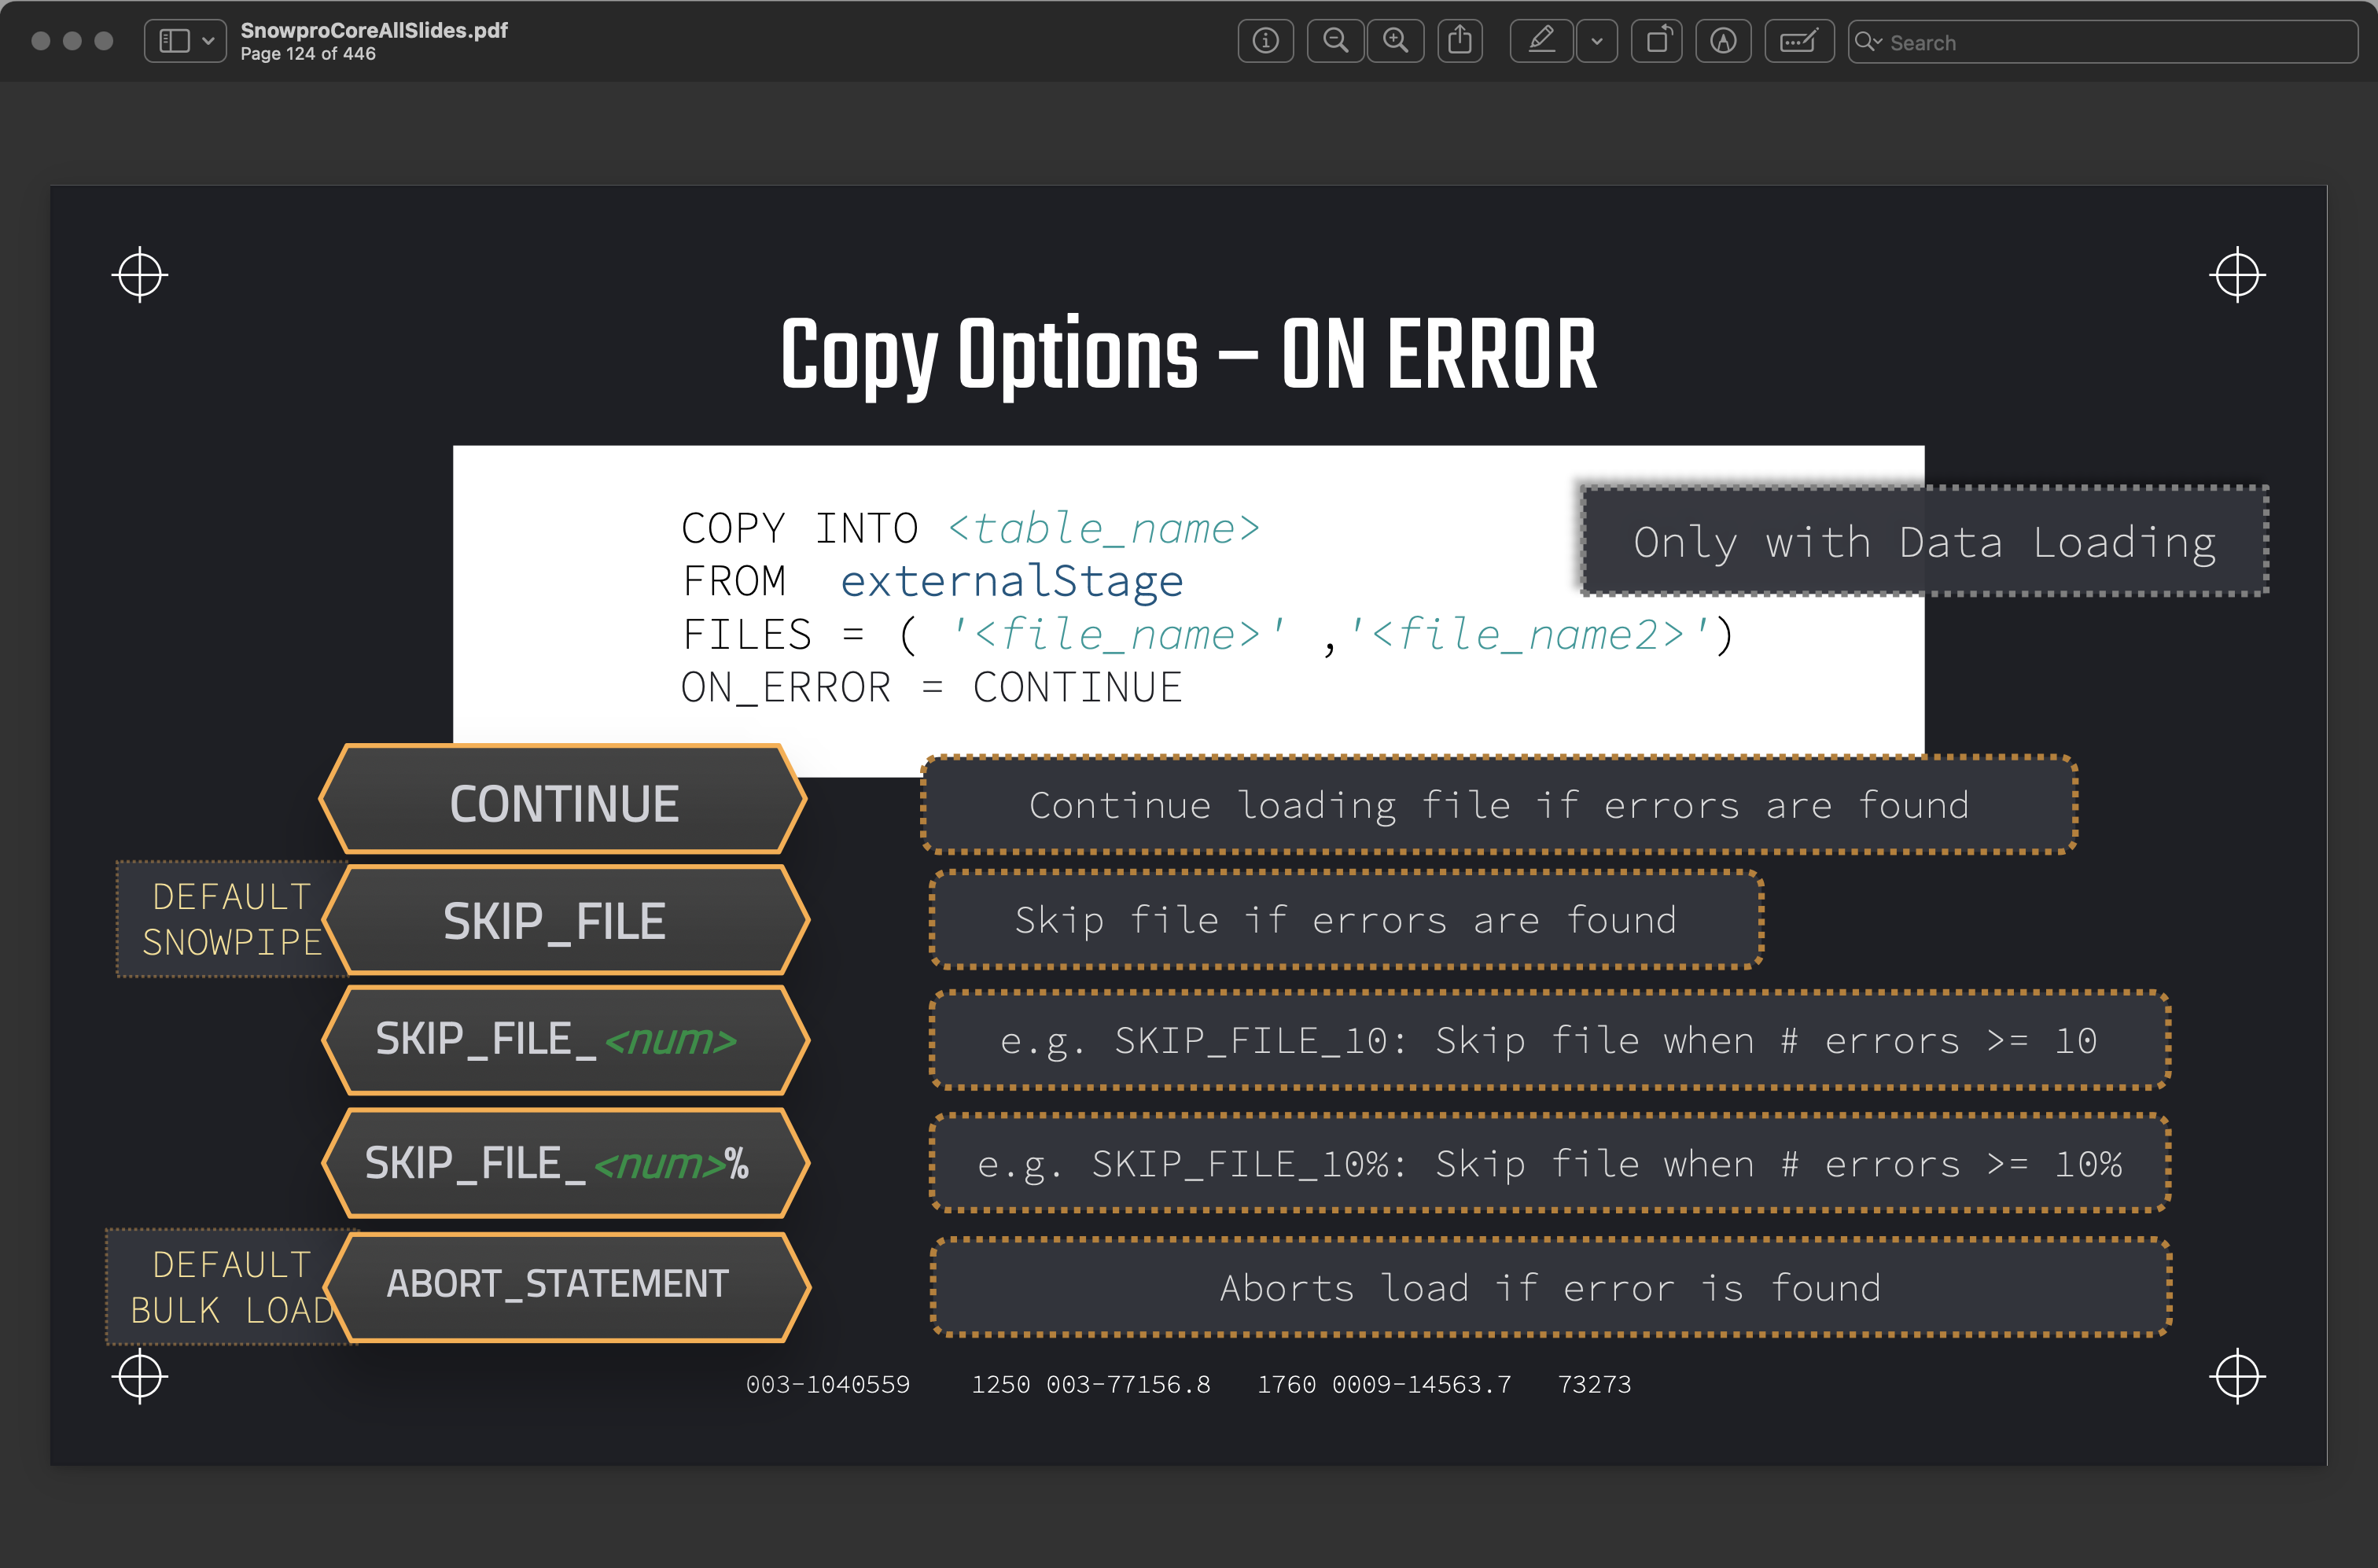 SnowproCoreAllSlides.pdf
Page 124 of 446
Search
Copy Options – ON ERROR
COPY INTO <table_name>
FROM externalStage
FILES = ( '<file_name>' ,'<file_name2>')
ON_ERROR = CONTINUE
Only with Data Loading
CONTINUE
Continue loading file if errors are found
DEFAULT
SNOWPIPE
SKIP_FILE
Skip file if errors are found
SKIP_FILE_<num>
e.g. SKIP_FILE_10: Skip file when # errors >= 10
SKIP_FILE_<num>%
e.g. SKIP_FILE_10%: Skip file when # errors >= 10%
DEFAULT
BULK LOAD
ABORT_STATEMENT
Aborts load if error is found
003-1040559 1250 003-77156.8 1760 0009-14563.7 73273